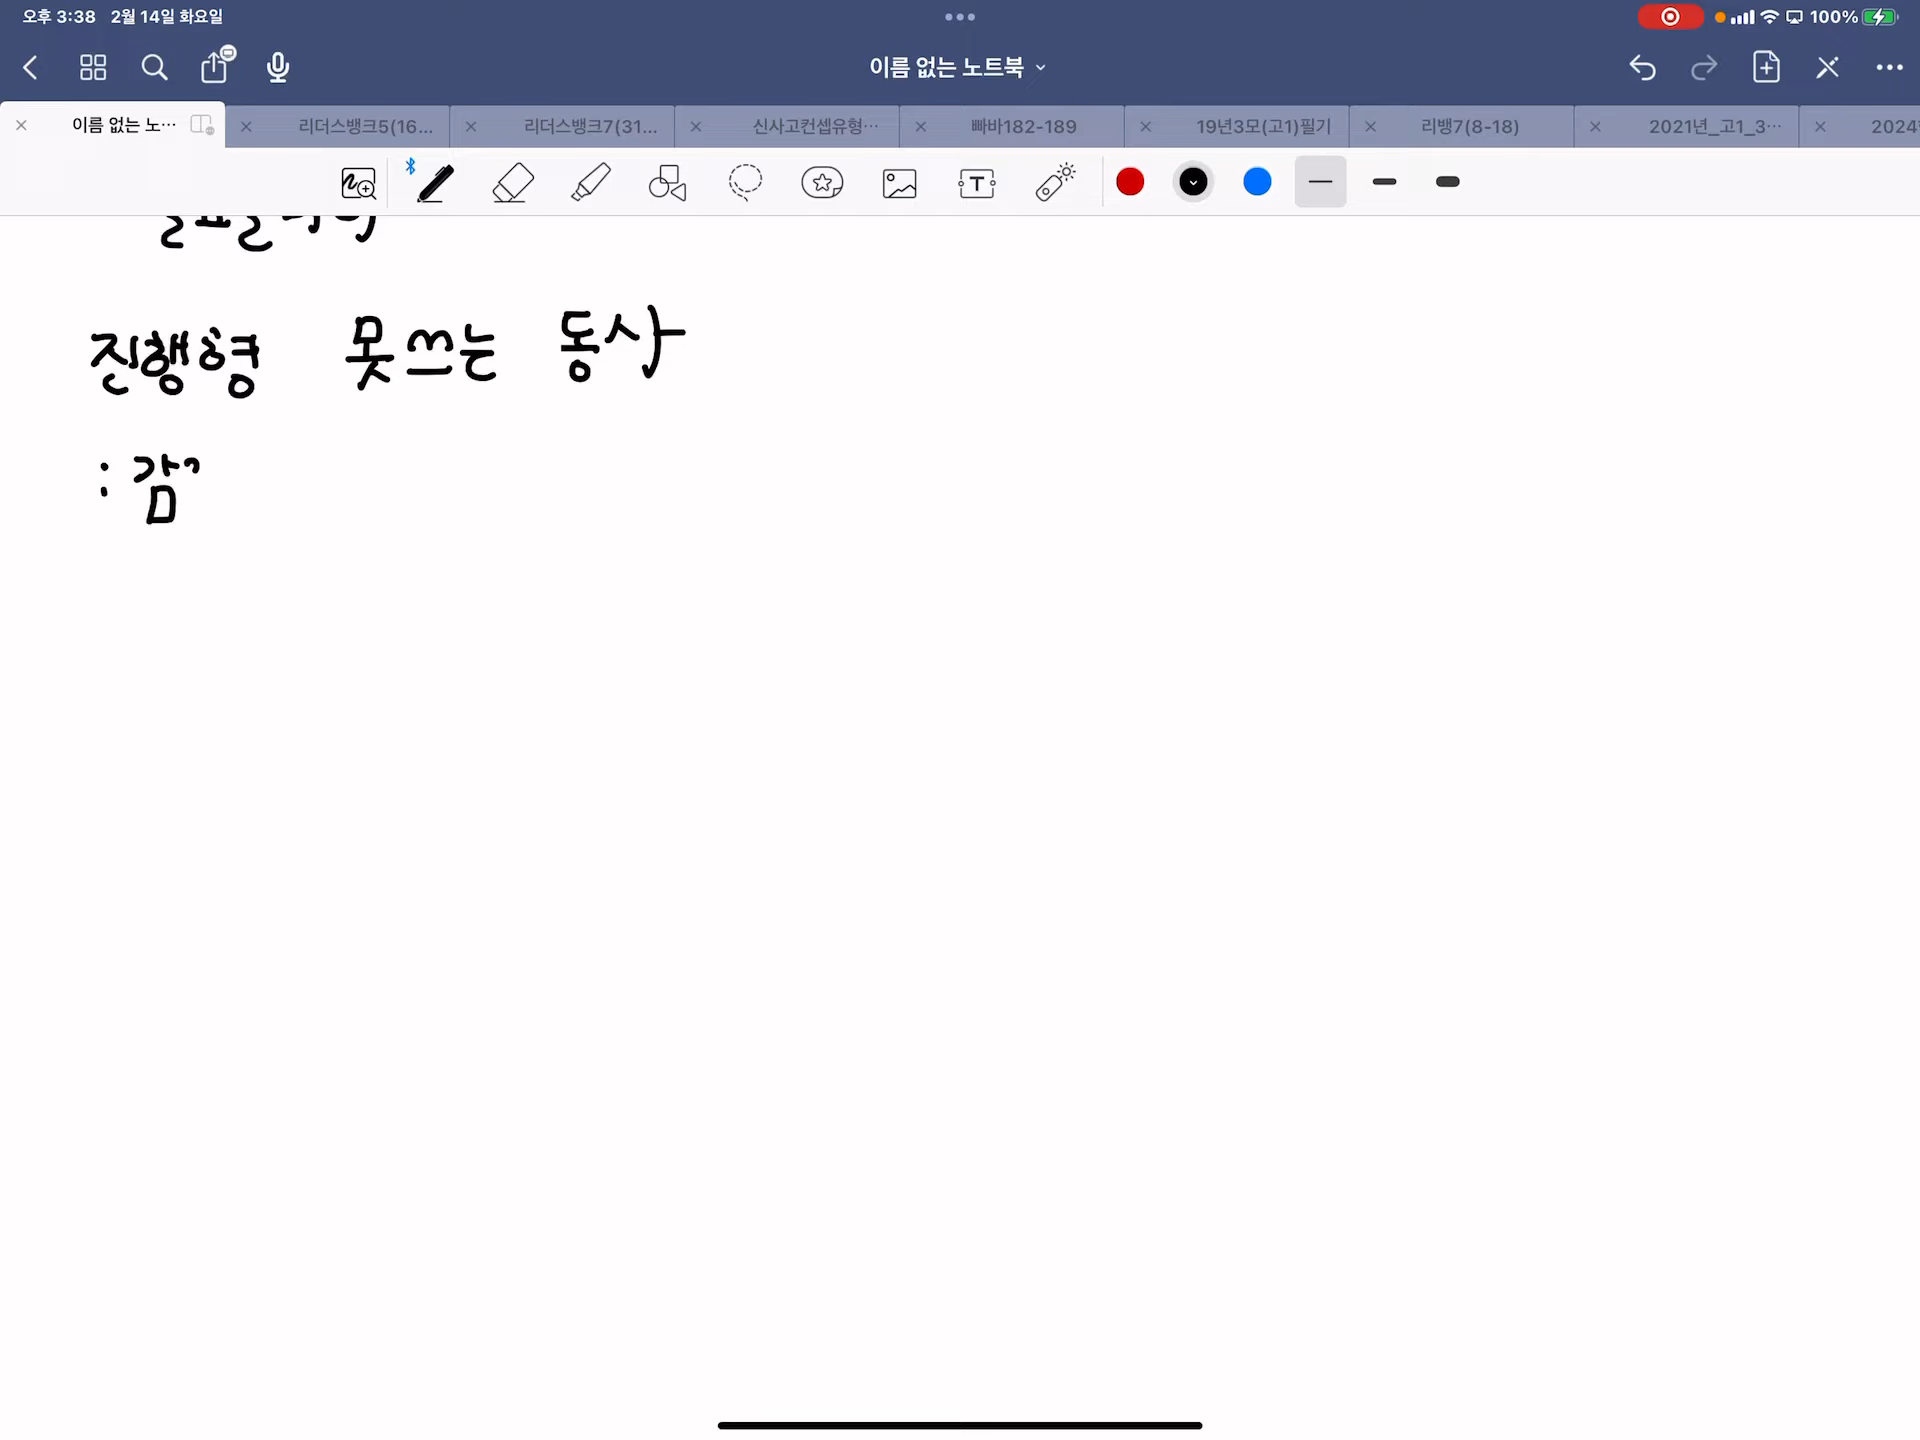 오후 3:38 2월 14일 화요일 100%
이름 없는 노트북
이름 없는 노… 리더스뱅크5(16... 리더스뱅크7(31... 신사고컨셉유형… 빠바182-189 19년3모(고1)필기 리뱅7(8-18) 2021년_고1_3… 2024
진행형 못쓰는 동사
: 감